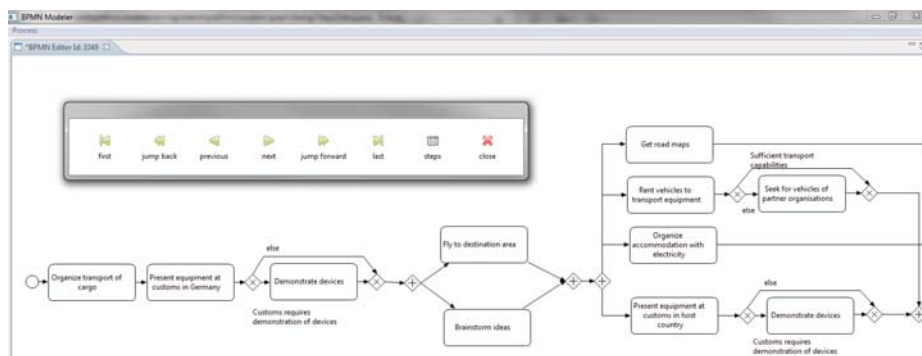 BPMN Modeler
Process
*BPMN Editor Id: 3349
first
jump back
previous
next
jump forward
last
steps
close
Get road maps
Sufficient transport
capabilities
Rent vehicles to
transport equipment
else
Seek for vehicles of
partner organisations
Fly to destination area
Organize
accommodation with
electricity
else
Organize transport of
cargo
Present equipment at
customs in Germany
Demonstrate devices
Customs requires
demonstration of devices
Brainstorm ideas
else
Present equipment at
customs in host
country
Demonstrate devices
Customs requires
demonstration of devices